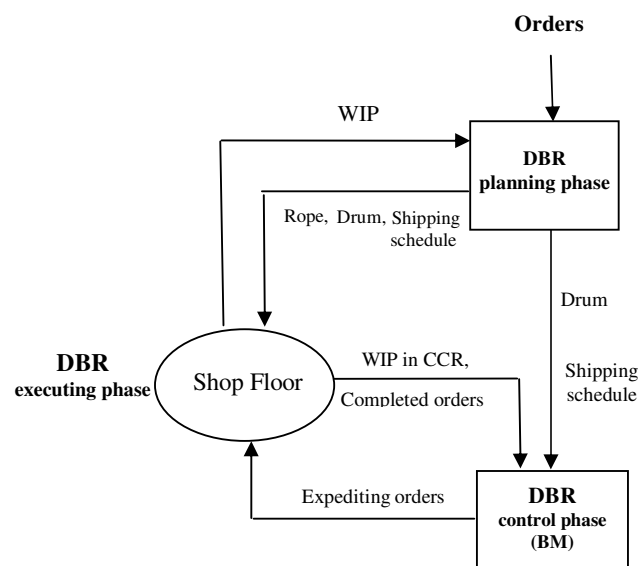 Orders
WIP
DBR
planning phase
Rope, Drum, Shipping
schedule
Drum
DBR
executing phase
Shop Floor
WIP in CCR,
Completed orders
Shipping
schedule
Expediting orders
DBR
control phase
(BM)